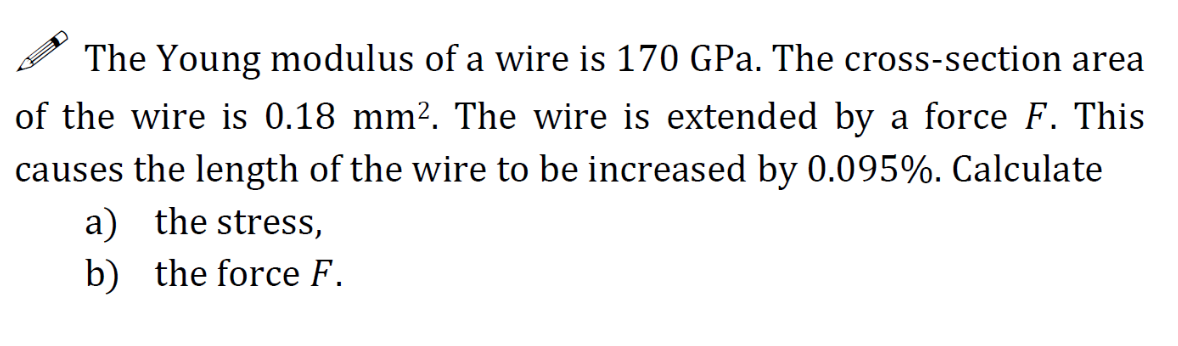 The Young modulus of a wire is 170 GPa. The cross-section area
of the wire is 0.18 mm². The wire is extended by a force F. This
causes the length of the wire to be increased by 0.095%. Calculate
a) the stress,
b) the force F.